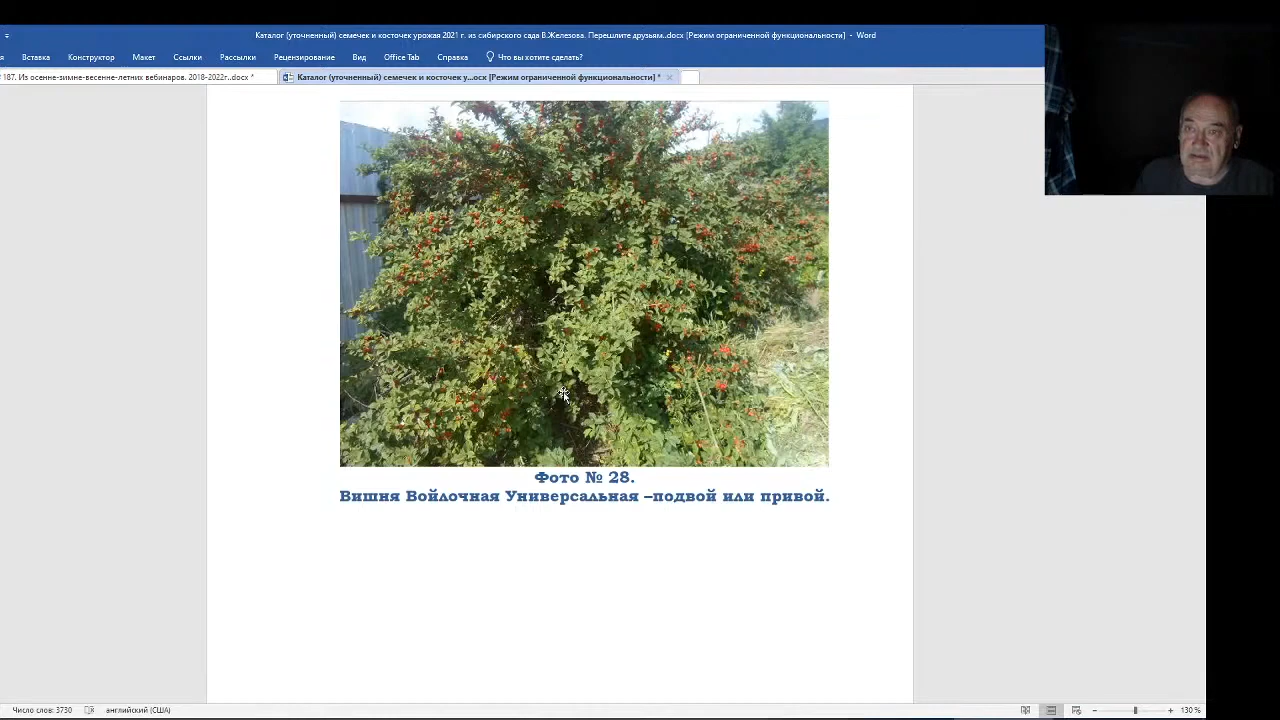 Каталог (уточненный) семечек и косточек урожая 2021 г. из сибирского сада В.Железова. Перешлите друзьям..docx [Режим ограниченной функциональности] - Word
я Вставка Конструктор Макет Ссылки Рассылки Рецензирование Вид Office Tab Справка Что вы хотите сделать?
187. Из осенне-зимне-весенне-летних вебинаров. 2018-2022г..docx * Каталог (уточненный) семечек и косточек у...осх [Режим ограниченной функциональности] *
Фото № 28.
Вишня Войлочная Универсальная –подвой или привой.
Число слов: 3730 английский (США) 130 %